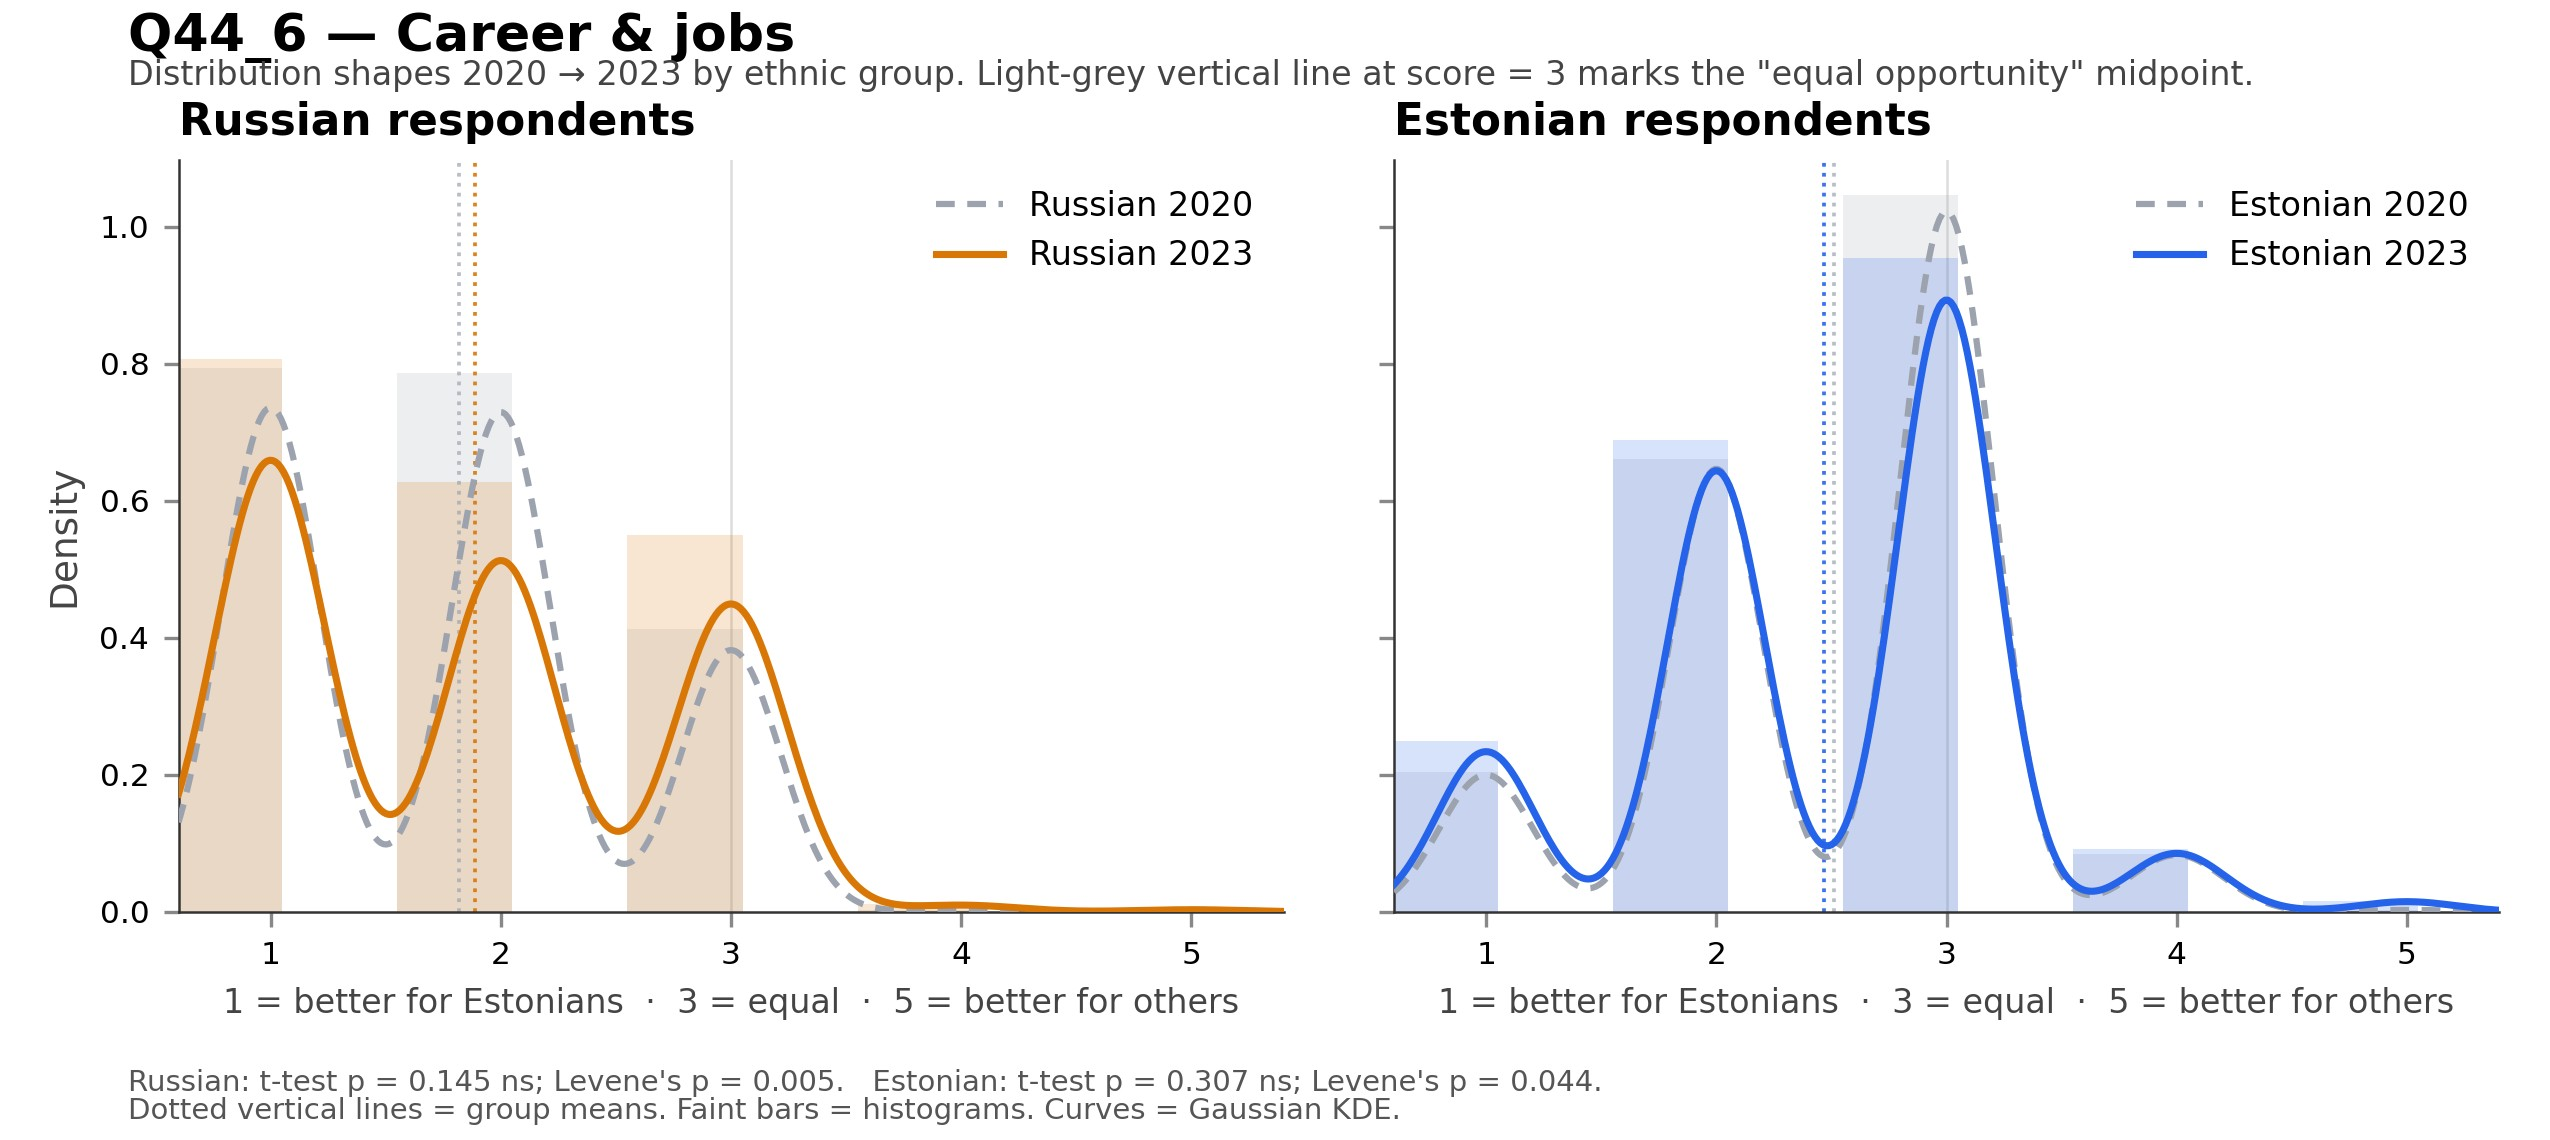 Q44_6 — Career & jobs
Distribution shapes 2020 → 2023 by ethnic group. Light-grey vertical line at score = 3 marks the "equal opportunity" midpoint.
Russian respondents
Russian 2020
Russian 2023
Density
1.0
0.8
0.6
0.4
0.2
0.0
1 2 3 4 5
1 = better for Estonians · 3 = equal · 5 = better for others
Estonian respondents
Estonian 2020
Estonian 2023
1 2 3 4 5
1 = better for Estonians · 3 = equal · 5 = better for others
Russian: t-test p = 0.145 ns; Levene's p = 0.005. Estonian: t-test p = 0.307 ns; Levene's p = 0.044.
Dotted vertical lines = group means. Faint bars = histograms. Curves = Gaussian KDE.